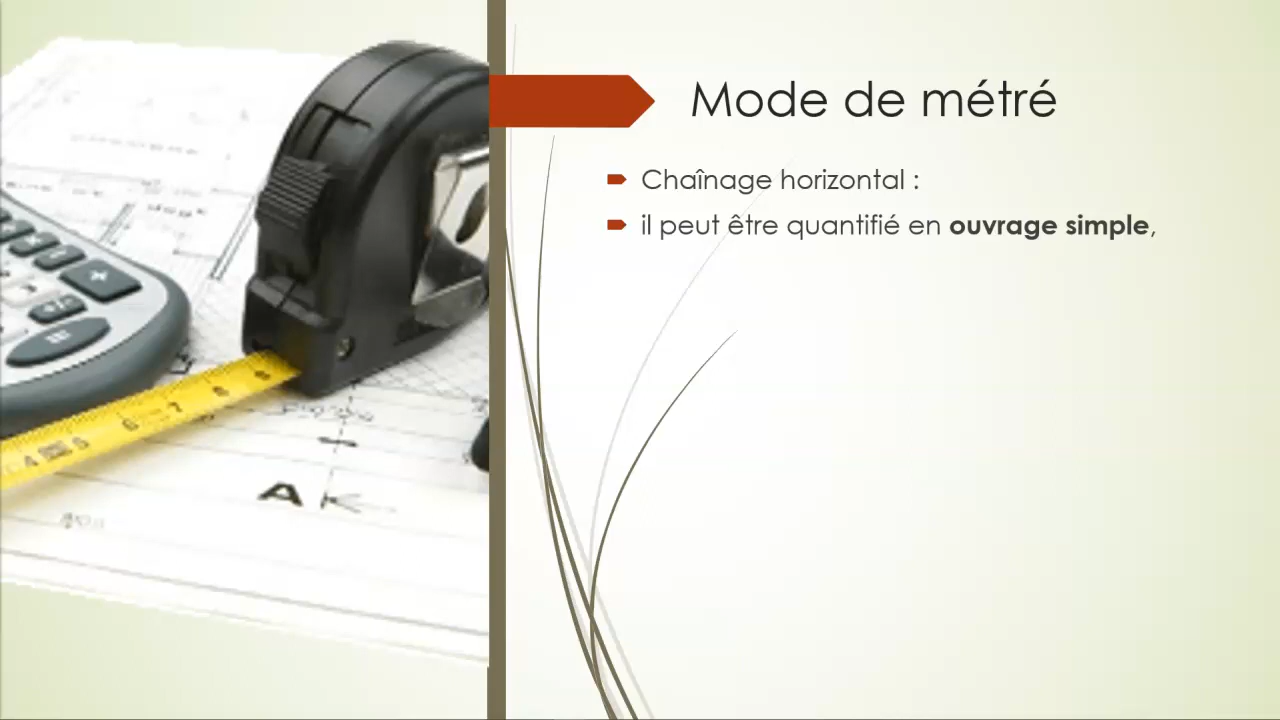 Mode de métré
Chaînage horizontal :
il peut être quantifié en ouvrage simple,
A